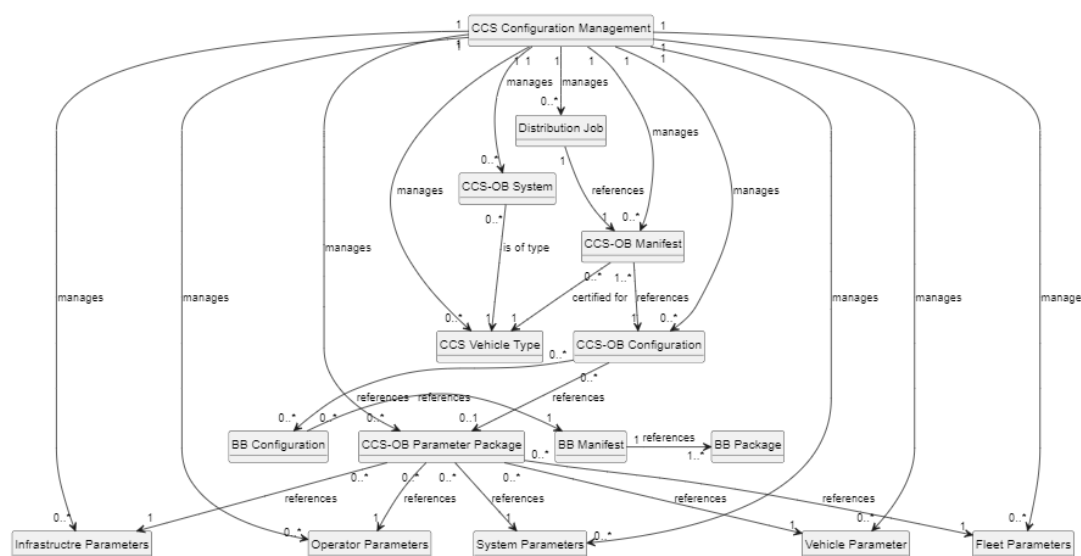 CCS Configuration Management
1
1
1
1
1
1
1
1
1
1
1
1
manages
manages
0..*
Distribution Job
manages
0..*
1
CCS-OB System
manages
references
manages
0..*
1
0..*
CCS-OB Manifest
manages
is of type
0..*
1..*
manages
manages
manages
certified for
references
manages
manage
0..*
1
1
1
0..*
CCS Vehicle Type
CCS-OB Configuration
0..*
0..*
references
references
references
0..*
0..*
0..*
0..1
1
BB Configuration
CCS-OB Parameter Package
BB Manifest
1
references
1..*
BB Package
0..*
0..*
0..*
0..*
0..*
references
references
references
references
references
0..*
1
0..*
1
1
0..*
1
0..*
1
0..*
Infrastructre Parameters
Operator Parameters
System Parameters
Vehicle Parameter
Fleet Parameters